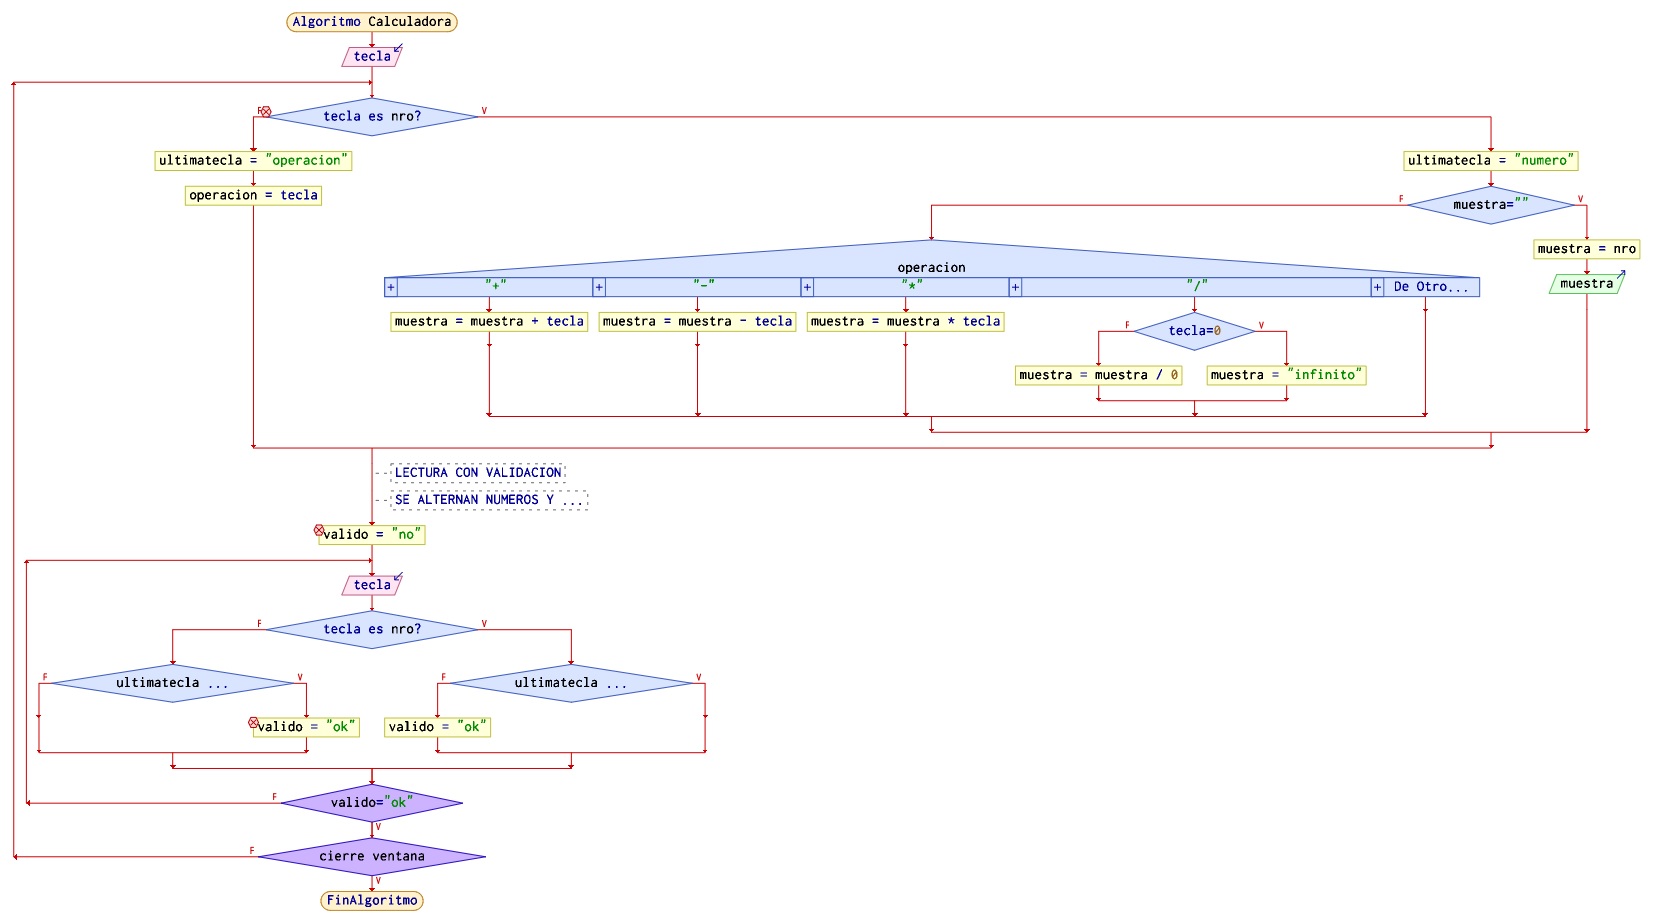 Algoritmo Calculadora
tecla
tecla es nro?
F
V
ultimatecla = "operacion"
ultimatecla = "numero"
operacion = tecla
muestra=""
F
V
muestra = nro
operacion
muestra
+ "+" + "-" + "*" + "/" + De Otro...
muestra = muestra + tecla
muestra = muestra - tecla
muestra = muestra * tecla
tecla=0
F
V
muestra = muestra / 0
muestra = "infinito"
LECTURA CON VALIDACION
SE ALTERNAN NUMEROS Y ...
valido = "no"
tecla
tecla es nro?
F
V
ultimatecla ...
F
V
ultimatecla ...
F
V
valido = "ok"
valido = "ok"
valido="ok"
F
V
cierre ventana
F
V
FinAlgoritmo